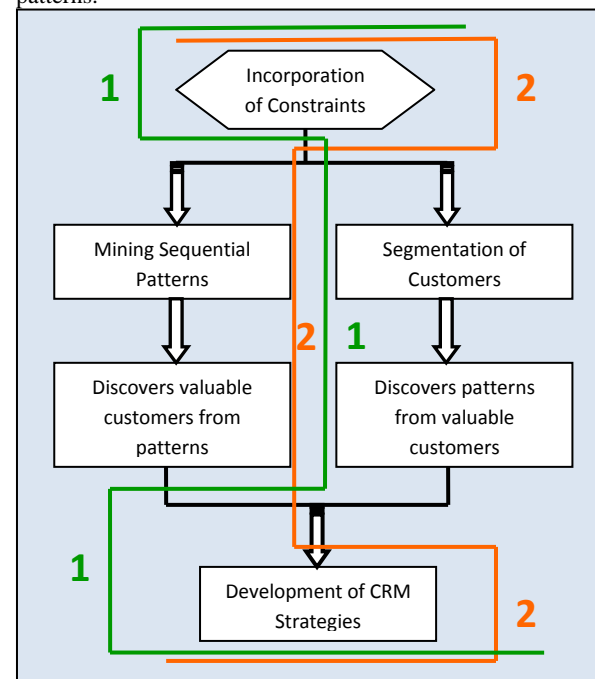 patterns.
1
Incorporation
of Constraints
2
Mining Sequential
Patterns
Segmentation of
Customers
2
1
Discovers valuable
customers from
patterns
Discovers patterns
from valuable
customers
1
Development of CRM
Strategies
2